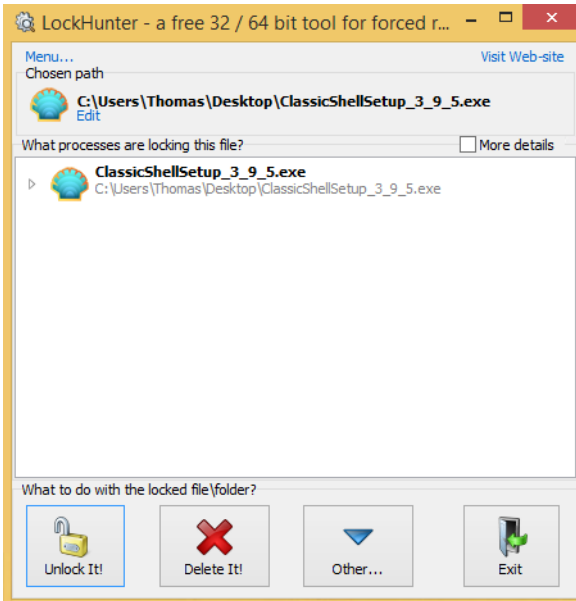 LockHunter - a free 32 / 64 bit tool for forced r...
Menu... Visit Web-site
Chosen path
C:\Users\Thomas\Desktop\ClassicShellSetup_3_9_5.exe
Edit
What processes are locking this file? More details
ClassicShellSetup_3_9_5.exe
C:\Users\Thomas\Desktop\ClassicShellSetup_3_9_5.exe
What to do with the locked file\folder?
Unlock It! Delete It! Other... Exit